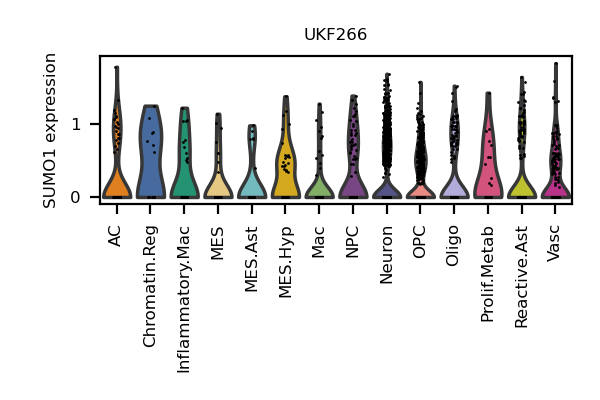 UKF266
SUMO1 expression
1
0
AC
Chromatin.Reg
Inflammatory.Mac
MES
MES.Ast
MES.Hyp
Mac
NPC
Neuron
OPC
Oligo
Prolif.Metab
Reactive.Ast
Vasc